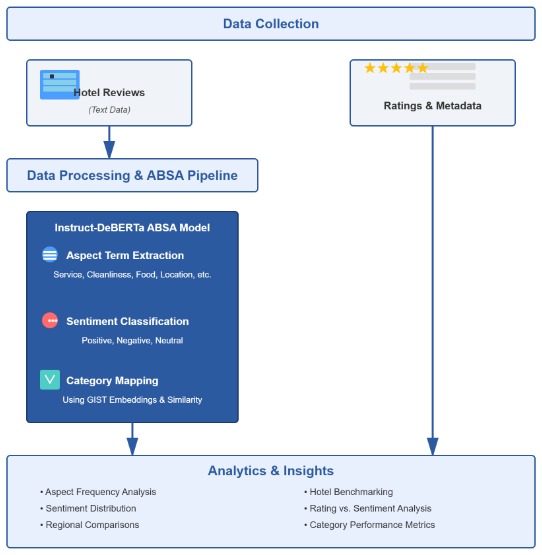 Data Collection
Hotel Reviews
(Text Data)
Ratings & Metadata
Data Processing & ABSA Pipeline
Instruct-DeBERTa ABSA Model
Aspect Term Extraction
Service, Cleanliness, Food, Location, etc.
Sentiment Classification
Positive, Negative, Neutral
Category Mapping
Using GIST Embeddings & Similarity
Analytics & Insights
• Aspect Frequency Analysis
• Sentiment Distribution
• Regional Comparisons
• Hotel Benchmarking
• Rating vs. Sentiment Analysis
• Category Performance Metrics